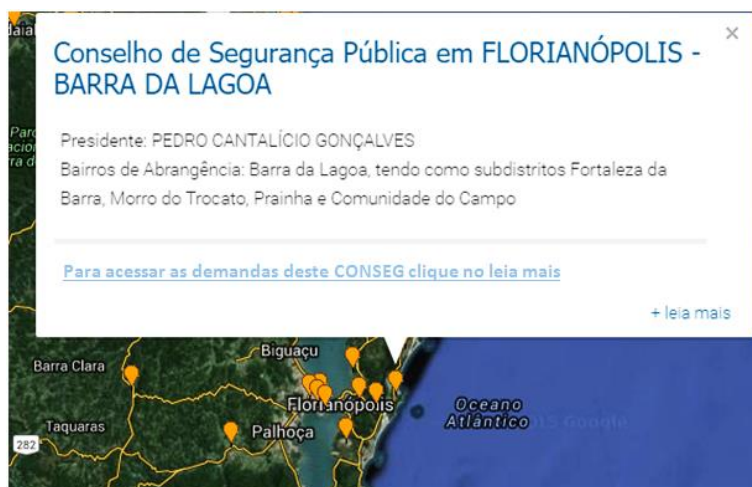 Conselho de Segurança Pública em FLORIANÓPOLIS -
BARRA DA LAGOA
Presidente: PEDRO CANTALÍCIO GONÇALVES
Bairros de Abrangência: Barra da Lagoa, tendo como subdistritos Fortaleza da
Barra, Morro do Trocato, Prainha e Comunidade do Campo
Para acessar as demandas deste CONSEG clique no leia mais
+ leia mais
Biguaçu
Barra Clara
Florianópolis
Oceano
Atlântico
Taquaras
Palhoça
282